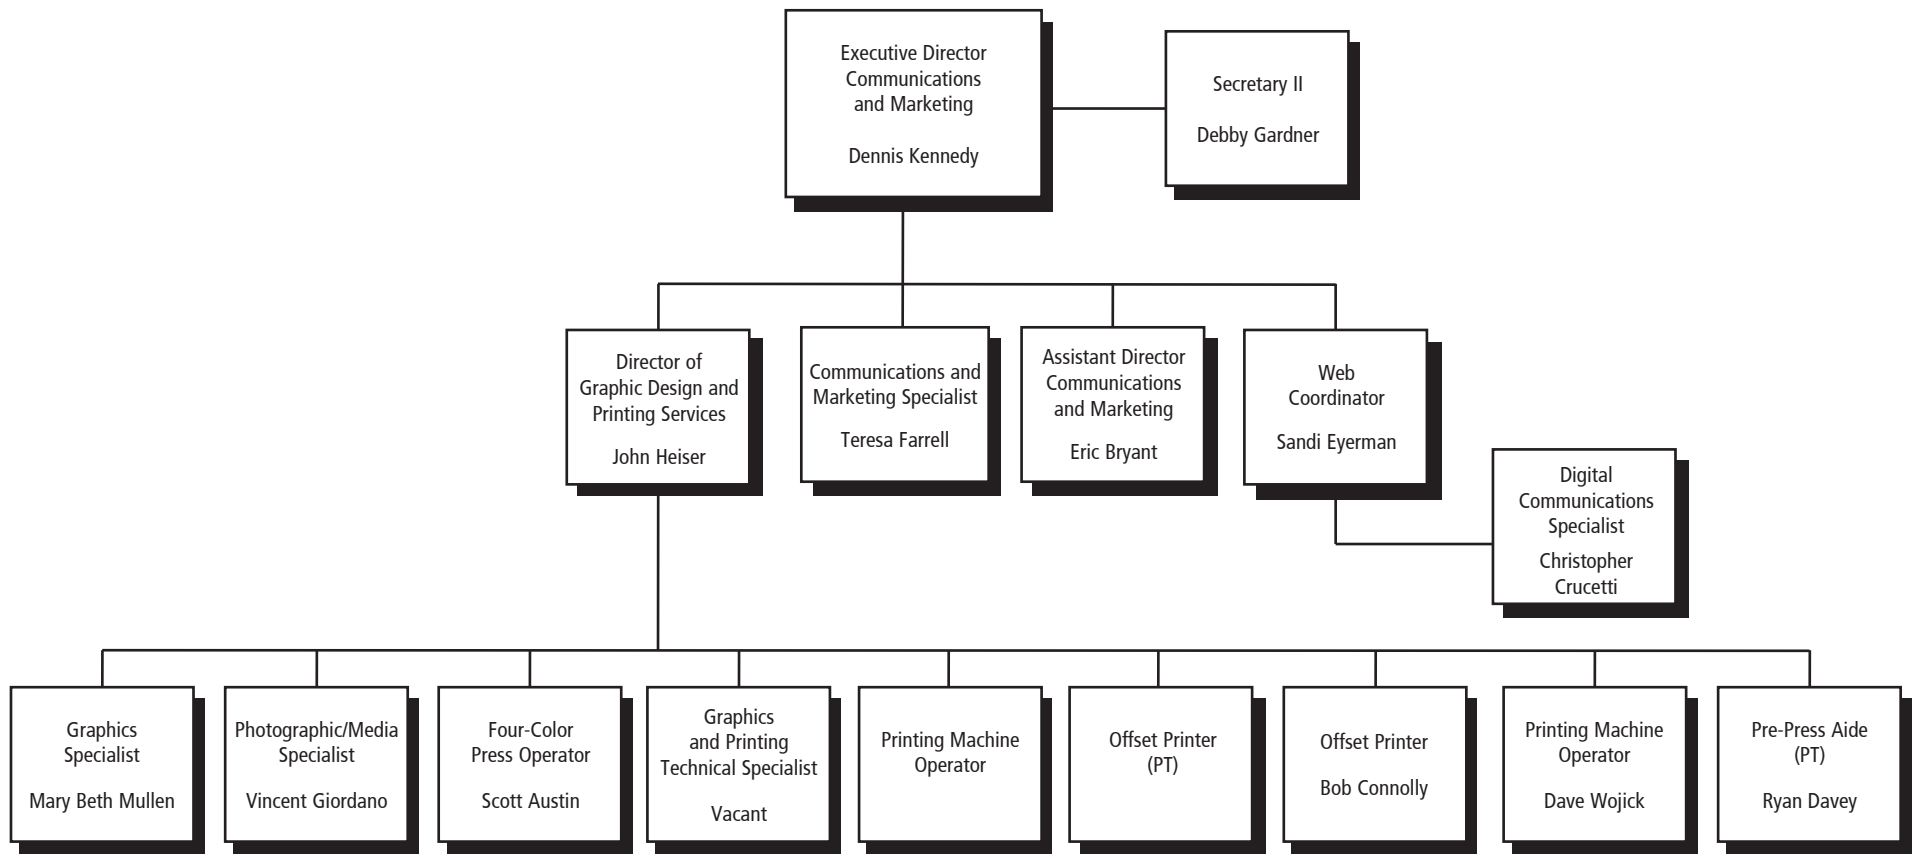 Executive Director
Communications
and Marketing
Dennis Kennedy
Secretary II
Debby Gardner
Director of
Graphic Design and
Printing Services
John Heiser
Communications and
Marketing Specialist
Teresa Farrell
Assistant Director
Communications
and Marketing
Eric Bryant
Web
Coordinator
Sandi Eyerman
Digital
Communications
Specialist
Christopher
Crucetti
Graphics
Specialist
Mary Beth Mullen
Photographic/Media
Specialist
Vincent Giordano
Four-Color
Press Operator
Scott Austin
Graphics
and Printing
Technical Specialist
Vacant
Printing Machine
Operator
Offset Printer
(PT)
Offset Printer
Bob Connolly
Printing Machine
Operator
Dave Wojick
Pre-Press Aide
(PT)
Ryan Davey